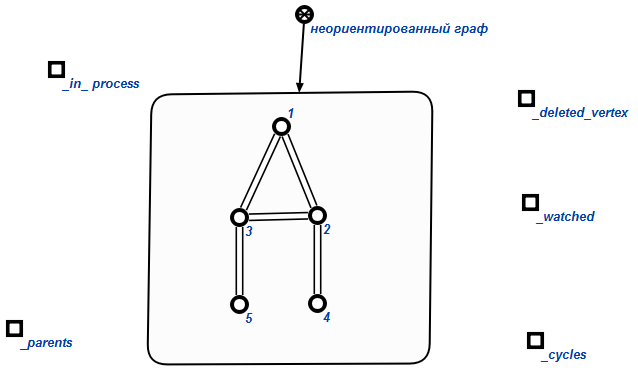 неориентированный граф
_in_ process
_deleted_vertex
1
_watched
3
2
5
4
_parents
_cycles